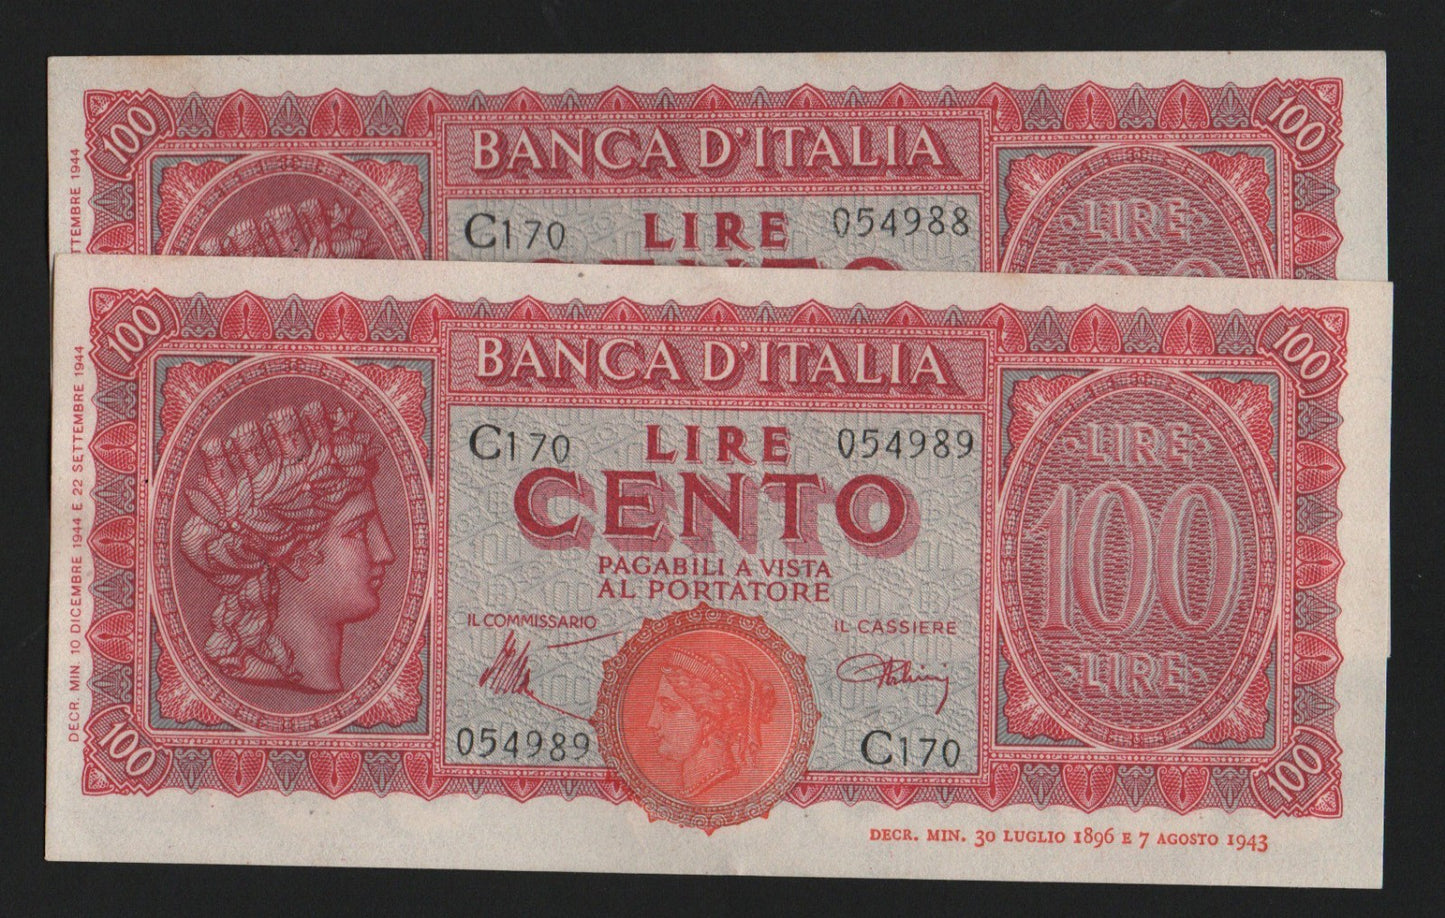 100
100
BANCA D'ITALIA
C170
LIRE
054988
LIRE
TTEMBRE 1944
100
100
BANCA D'ITALIA
C170
LIRE
054989
CENTO
PAGABILI A VISTA
AL PORTATORE
IL COMMISSARIO
IL CASSIERE
054989
C170
LIRE
100
LIRE
100
100
DECR. MIN. 10 DICEMBRE 1944 E 22 SETTEMBRE 1944
DECR. MIN. 30 LUGLIO 1896 E 7 AGOSTO 1943